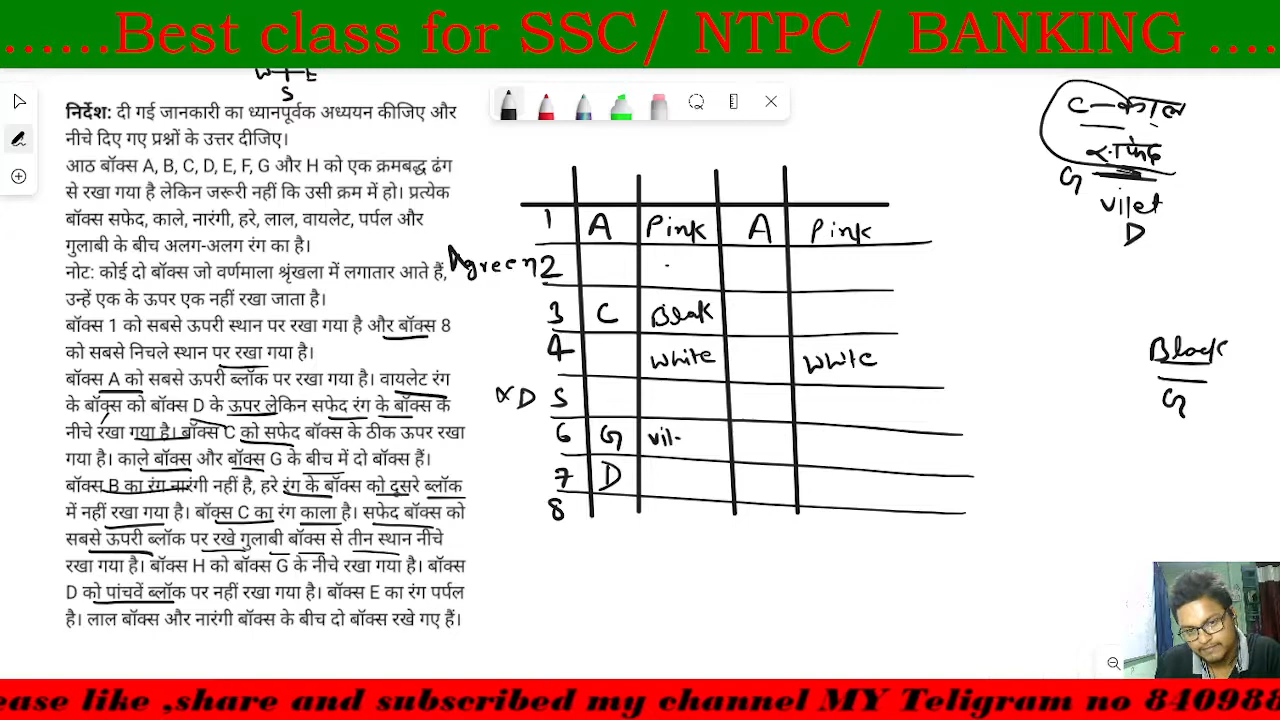 ......Best class for SSC/ NTPC/ BANKING ....
W E
S
निर्देश: दी गई जानकारी का ध्यानपूर्वक अध्ययन कीजिए और
नीचे दिए गए प्रश्नों के उत्तर दीजिए।
आठ बॉक्स A, B, C, D, E, F, G और H को एक क्रमबद्ध ढंग
से रखा गया है लेकिन जरूरी नहीं कि उसी क्रम में हो। प्रत्येक
बॉक्स सफेद, काले, नारंगी, हरे, लाल, वायलेट, पर्पल और
गुलाबी के बीच अलग-अलग रंग का है।
नोट: कोई दो बॉक्स जो वर्णमाला श्रृंखला में लगातार आते हैं,
उन्हें एक के ऊपर एक नहीं रखा जाता है।
बॉक्स 1 को सबसे ऊपरी स्थान पर रखा गया है और बॉक्स 8
को सबसे निचले स्थान पर रखा गया है।
बॉक्स A को सबसे ऊपरी ब्लॉक पर रखा गया है। वायलेट रंग
के बॉक्स को बॉक्स D के ऊपर लेकिन सफेद रंग के बॉक्स के
नीचे रखा गया है। बॉक्स C को सफेद बॉक्स के ठीक ऊपर रखा
गया है। काले बॉक्स और बॉक्स G के बीच में दो बॉक्स हैं।
बॉक्स B का रंग नारंगी नहीं है, हरे रंग के बॉक्स को दूसरे ब्लॉक
में नहीं रखा गया है। बॉक्स C का रंग काला है। सफेद बॉक्स को
सबसे ऊपरी ब्लॉक पर रखे गुलाबी बॉक्स से तीन स्थान नीचे
रखा गया है। बॉक्स H को बॉक्स G के नीचे रखा गया है। बॉक्स
D को पांचवें ब्लॉक पर नहीं रखा गया है। बॉक्स E का रंग पर्पल
है। लाल बॉक्स और नारंगी बॉक्स के बीच दो बॉक्स रखे गए हैं।
1 A Pink A Pink
green 2
3 C Blak
4 white white
xD 5
6 G vil-
7 D
8
C - काल
सफेद
G
vilet
D
Black
G
ease like ,share and subscribed my channel MY Teligram no 840988